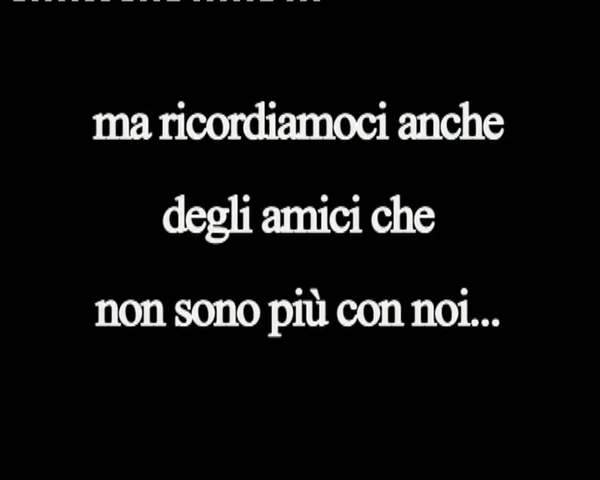 ma ricordiamoci anche
degli amici che
non sono più con noi...